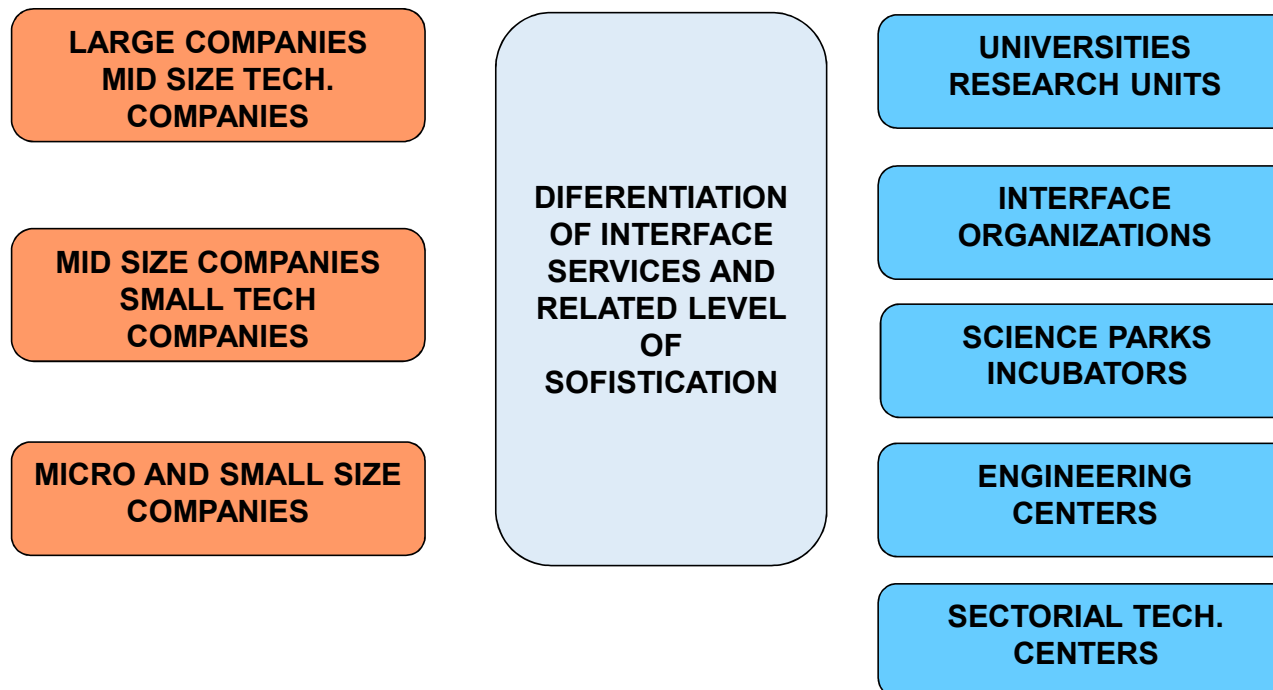 LARGE COMPANIES
MID SIZE TECH.
COMPANIES
MID SIZE COMPANIES
SMALL TECH
COMPANIES
MICRO AND SMALL SIZE
COMPANIES
DIFERENTIATION
OF INTERFACE
SERVICES AND
RELATED LEVEL
OF
SOFISTICATION
UNIVERSITIES
RESEARCH UNITS
INTERFACE
ORGANIZATIONS
SCIENCE PARKS
INCUBATORS
ENGINEERING
CENTERS
SECTORIAL TECH.
CENTERS